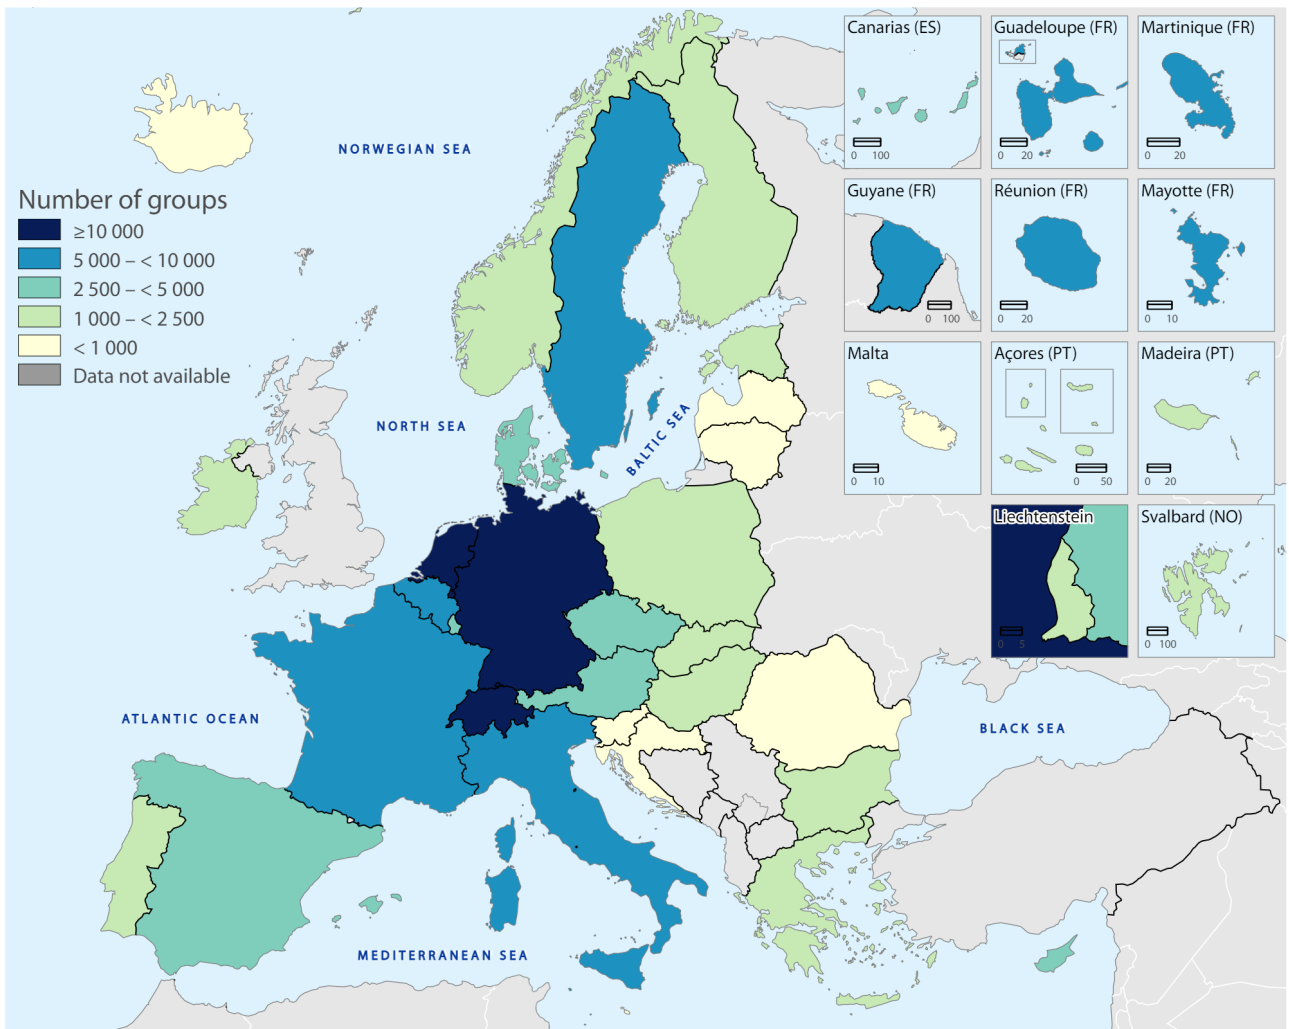 Number of groups
≥10 000
5 000 – < 10 000
2 500 – < 5 000
1 000 – < 2 500
< 1 000
Data not available
NORWEGIAN SEA
NORTH SEA
BALTIC SEA
ATLANTIC OCEAN
MEDITERRANEAN SEA
BLACK SEA
Canarias (ES)
0 100
Guadeloupe (FR)
0 20
Martinique (FR)
0 20
Guyane (FR)
0 100
Réunion (FR)
0 20
Mayotte (FR)
0 10
Malta
0 10
Açores (PT)
0 50
Madeira (PT)
0 20
Liechtenstein
0 5
Svalbard (NO)
0 100